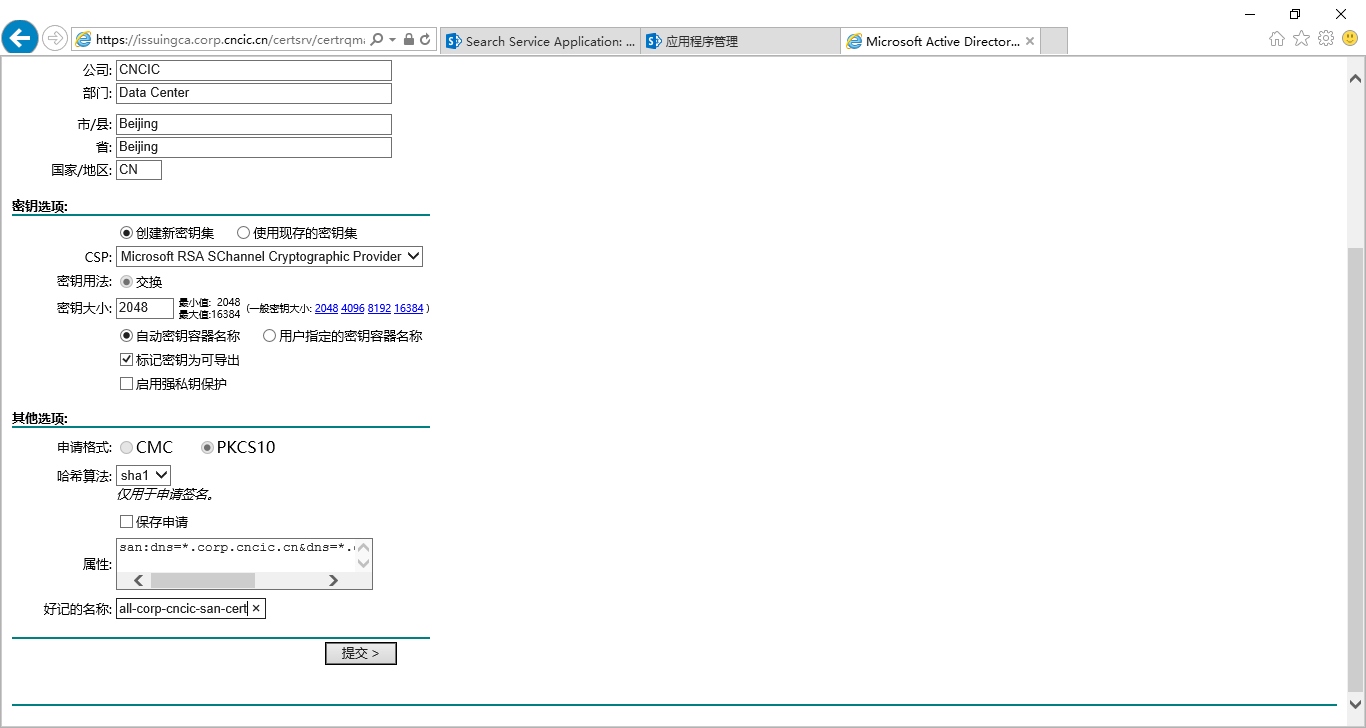 https://issuingca.corp.cncic.cn/certsrv/certrqma
Search Service Application: ...
应用程序管理
Microsoft Active Director...
公司: CNCIC
部门: Data Center
市/县: Beijing
省: Beijing
国家/地区: CN
密钥选项:
创建新密钥集 使用现存的密钥集
CSP: Microsoft RSA SChannel Cryptographic Provider
密钥用法: 交换
密钥大小: 2048 最小值: 2048 (一般密钥大小: 2048 4096 8192 16384 )
最大值:16384
自动密钥容器名称 用户指定的密钥容器名称
标记密钥为可导出
启用强私钥保护
其他选项:
申请格式: CMC PKCS10
哈希算法: sha1
仅用于申请签名。
保存申请
属性: san:dns=*.corp.cncic.cn&dns=*.
好记的名称: all-corp-cncic-san-cert
提交 >